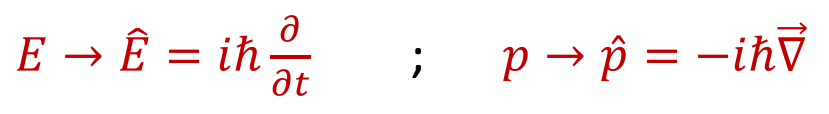 E → Ê = iℏ ∂/∂t ; p → p̂ = −iℏ∇⃗